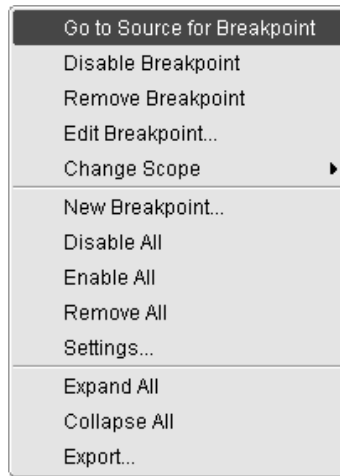 Go to Source for Breakpoint
Disable Breakpoint
Remove Breakpoint
Edit Breakpoint...
Change Scope
New Breakpoint...
Disable All
Enable All
Remove All
Settings...
Expand All
Collapse All
Export...